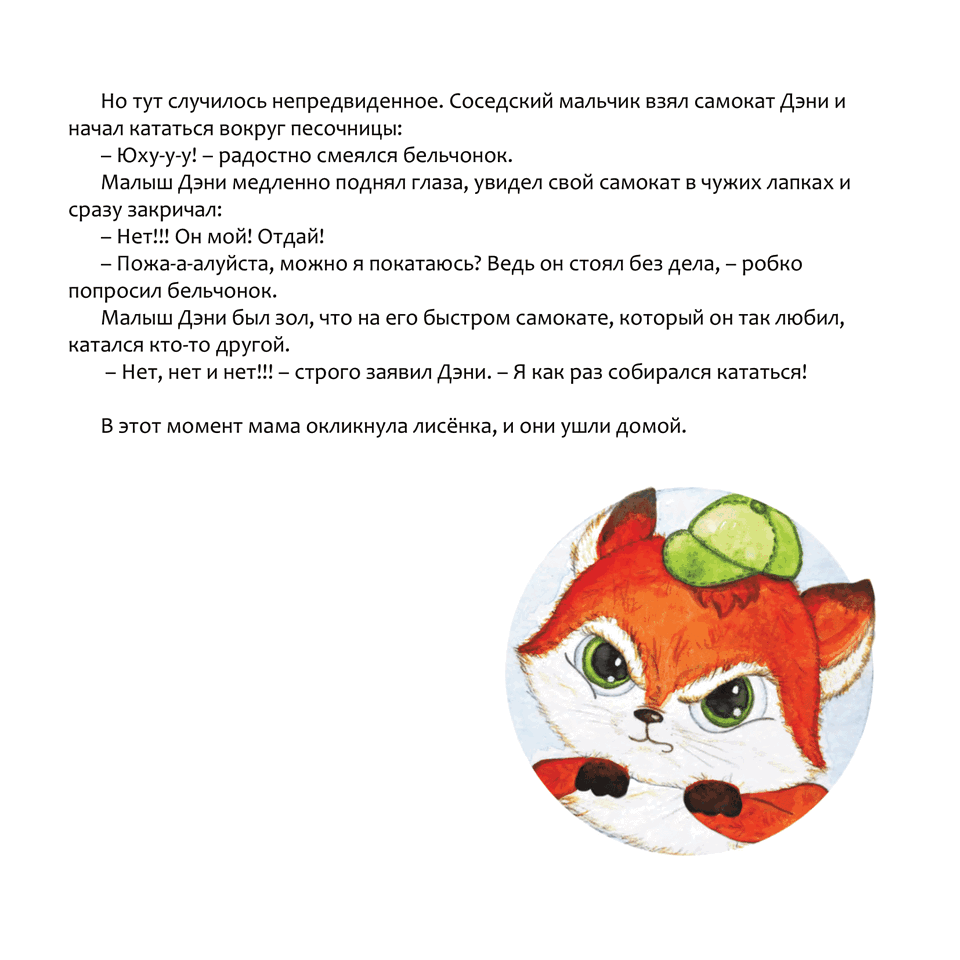 Но тут случилось непредвиденное. Соседский мальчик взял самокат Дэни и
начал кататься вокруг песочницы:
– Юху-у-у! – радостно смеялся бельчонок.
Малыш Дэни медленно поднял глаза, увидел свой самокат в чужих лапках и
сразу закричал:
– Нет!!! Он мой! Отдай!
– Пожа-а-алуйста, можно я покатаюсь? Ведь он стоял без дела, – робко
попросил бельчонок.
Малыш Дэни был зол, что на его быстром самокате, который он так любил,
катался кто-то другой.
– Нет, нет и нет!!! – строго заявил Дэни. – Я как раз собирался кататься!
В этот момент мама окликнула лисёнка, и они ушли домой.